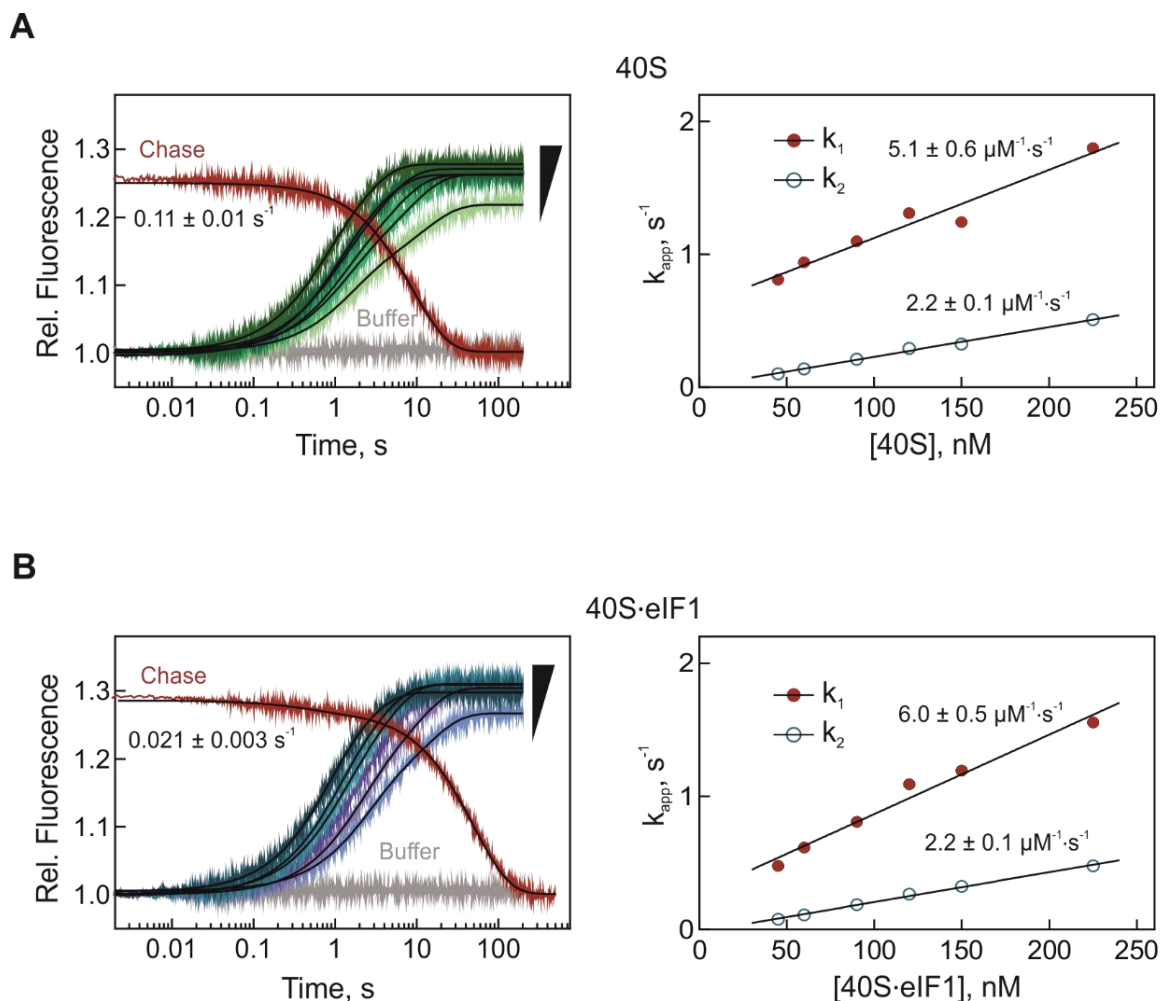 A
40S
Rel. Fluorescence
1.3
1.2
1.1
1.0
Chase
0.11 ± 0.01 s⁻¹
Buffer
0.01 0.1 1 10 100
Time, s
k_app, s⁻¹
2
1
0
k₁
k₂
5.1 ± 0.6 µM⁻¹·s⁻¹
2.2 ± 0.1 µM⁻¹·s⁻¹
0 50 100 150 200 250
[40S], nM
B
40S·eIF1
Rel. Fluorescence
1.3
1.2
1.1
1.0
Chase
0.021 ± 0.003 s⁻¹
Buffer
0.01 0.1 1 10 100
Time, s
k_app, s⁻¹
2
1
0
k₁
k₂
6.0 ± 0.5 µM⁻¹·s⁻¹
2.2 ± 0.1 µM⁻¹·s⁻¹
0 50 100 150 200 250
[40S·eIF1], nM